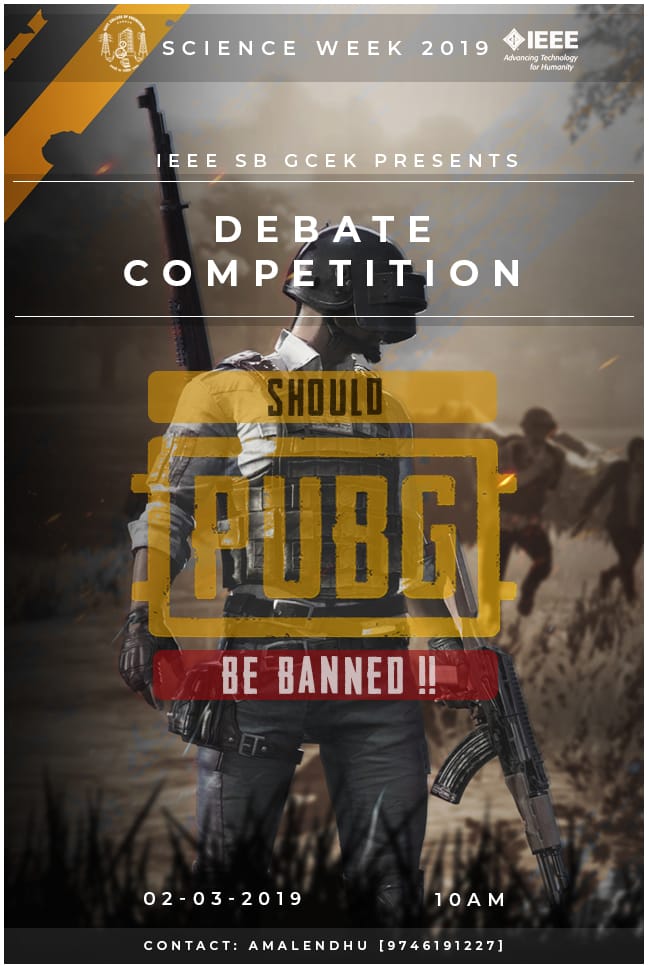 SCIENCE WEEK 2019
IEEE
Advancing Technology
for Humanity
IEEE SB GCEK PRESENTS
DEBATE
COMPETITION
SHOULD
PUBG
BE BANNED !!
02-03-2019 10AM
CONTACT: AMALENDHU [9746191227]